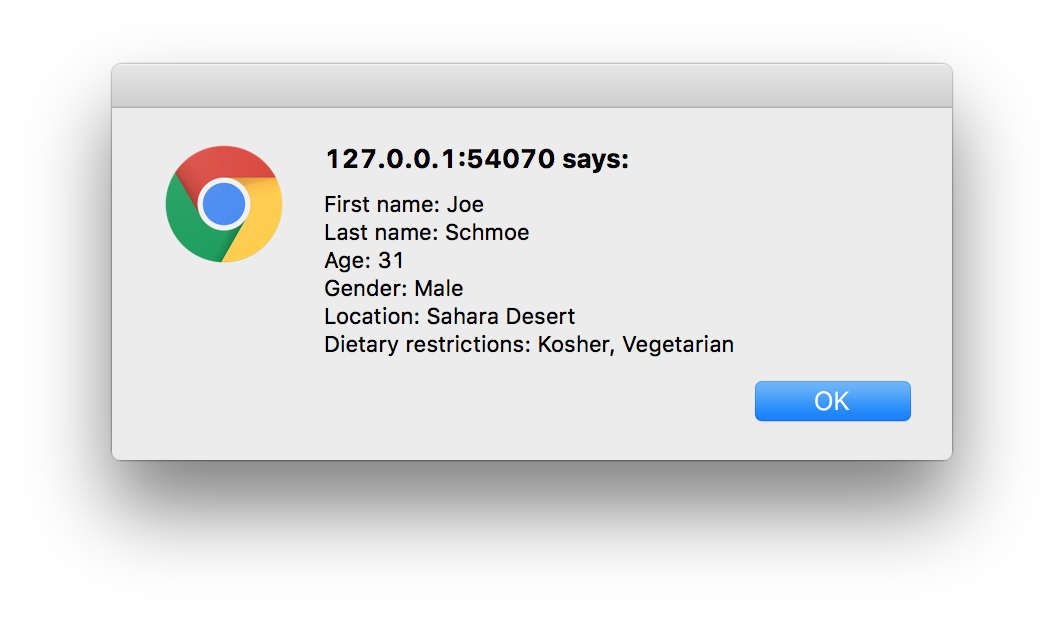 127.0.0.1:54070 says:
First name: Joe
Last name: Schmoe
Age: 31
Gender: Male
Location: Sahara Desert
Dietary restrictions: Kosher, Vegetarian
OK